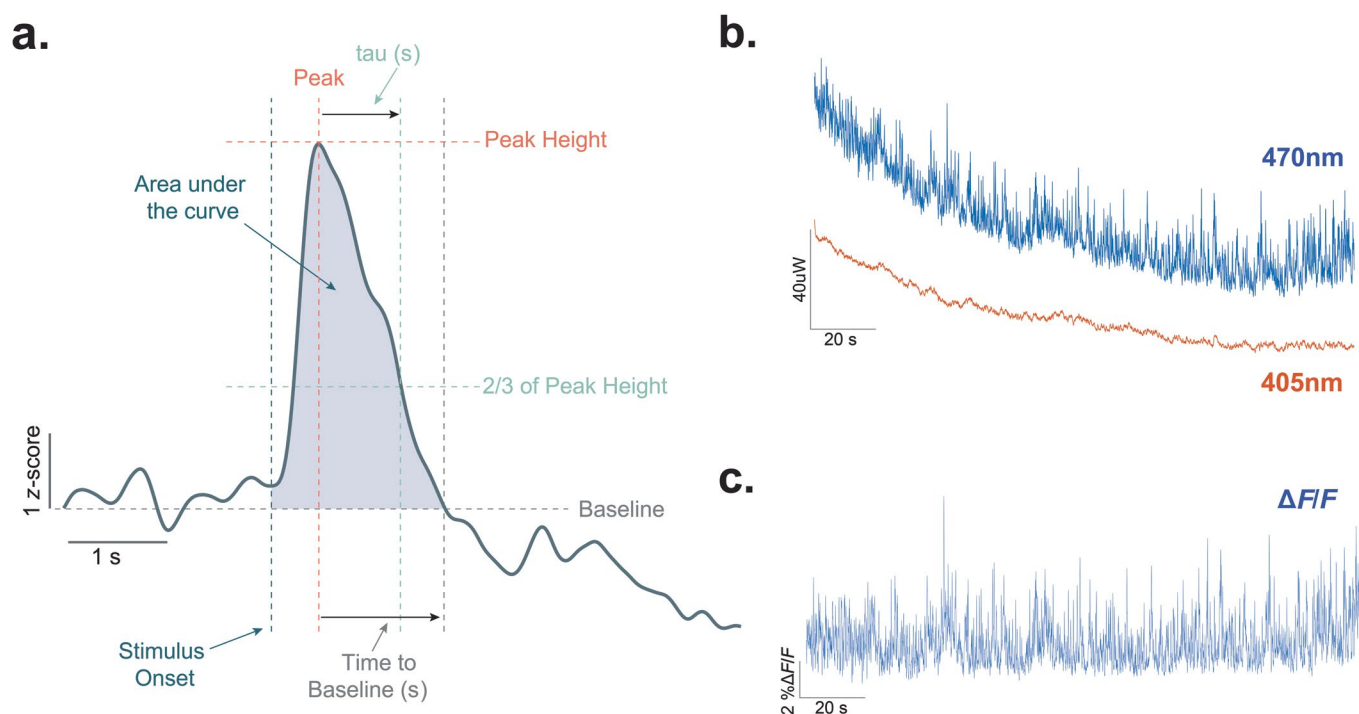 a.
tau (s)
Peak
Peak Height
Area under
the curve
2/3 of Peak Height
1 z-score
Baseline
1 s
Stimulus
Onset
Time to
Baseline (s)
b.
470nm
40uW
20 s
405nm
c.
ΔF/F
2 %ΔF/F
20 s